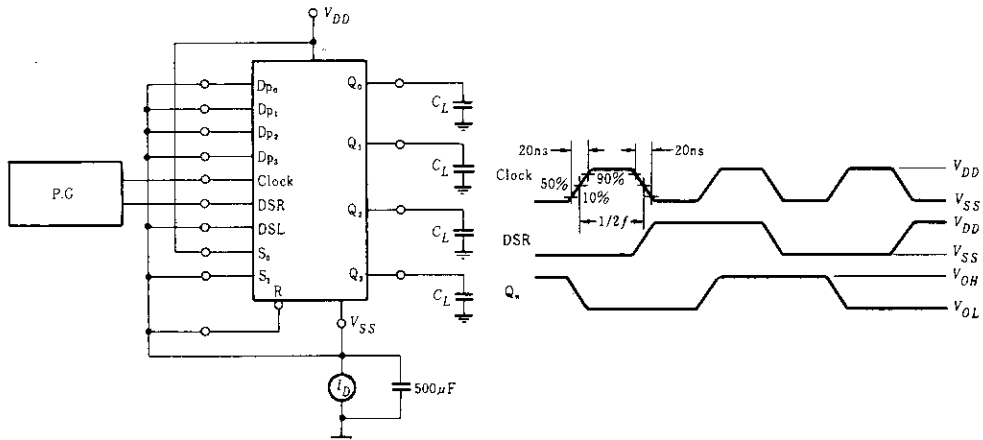 V_DD
Dp₀
Dp₁
Dp₂
Dp₃
Clock
DSR
DSL
S₀
S₁
R
P.G
Q₀
Q₁
Q₂
Q₃
C_L
C_L
C_L
C_L
V_SS
I_D
500μF
20ns
20ns
Clock
50%
90%
10%
1/2f
V_DD
V_SS
DSR
V_DD
V_SS
Qₙ
V_OH
V_OL